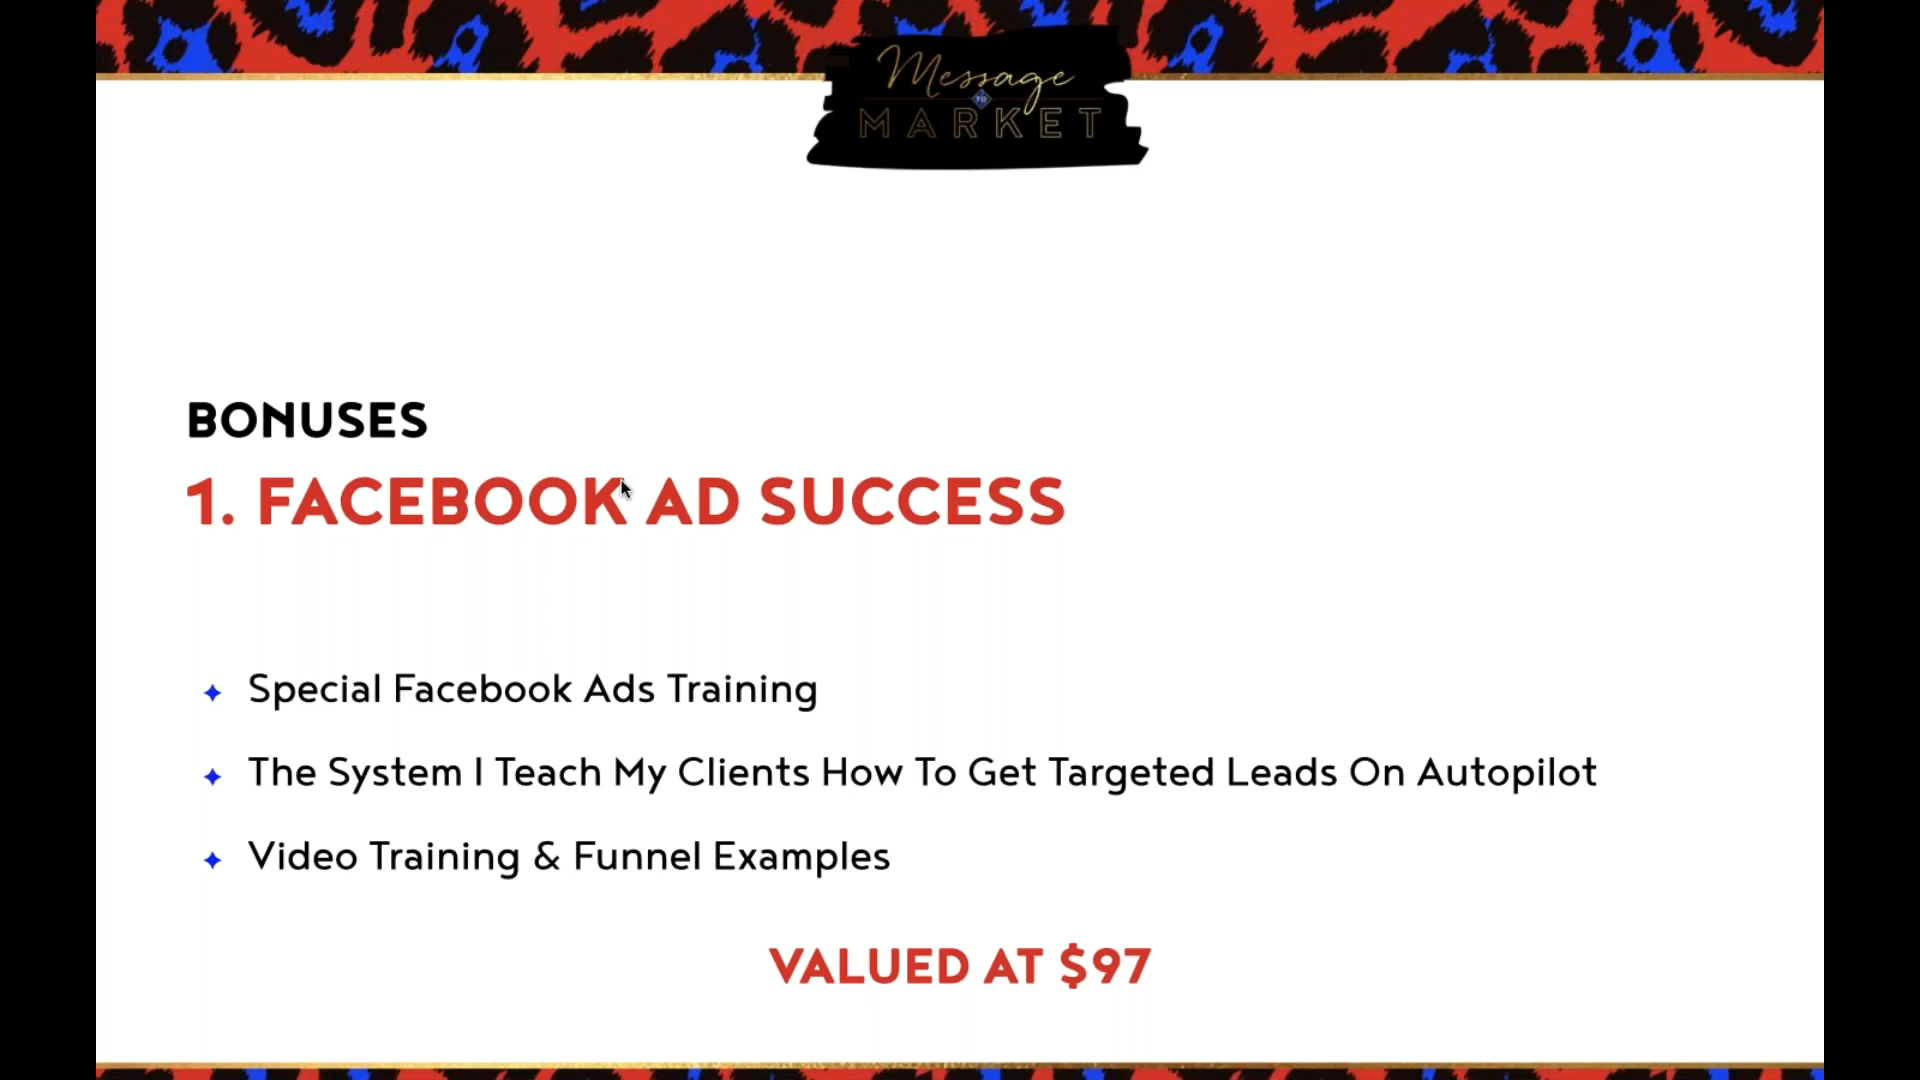 Message
TO
MARKET
BONUSES
1. FACEBOOK AD SUCCESS
Special Facebook Ads Training
The System I Teach My Clients How To Get Targeted Leads On Autopilot
Video Training & Funnel Examples
VALUED AT $97